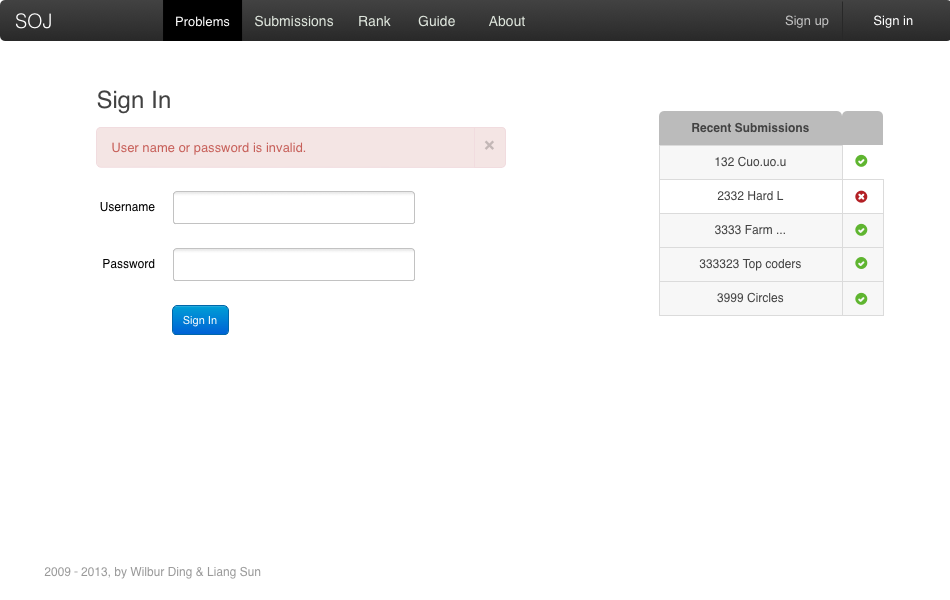 SOJ Problems Submissions Rank Guide About Sign up Sign in
Sign In
User name or password is invalid.
Username
Password
Sign In
Recent Submissions
132 Cuo.uo.u
2332 Hard L
3333 Farm ...
333323 Top coders
3999 Circles
2009 - 2013, by Wilbur Ding & Liang Sun